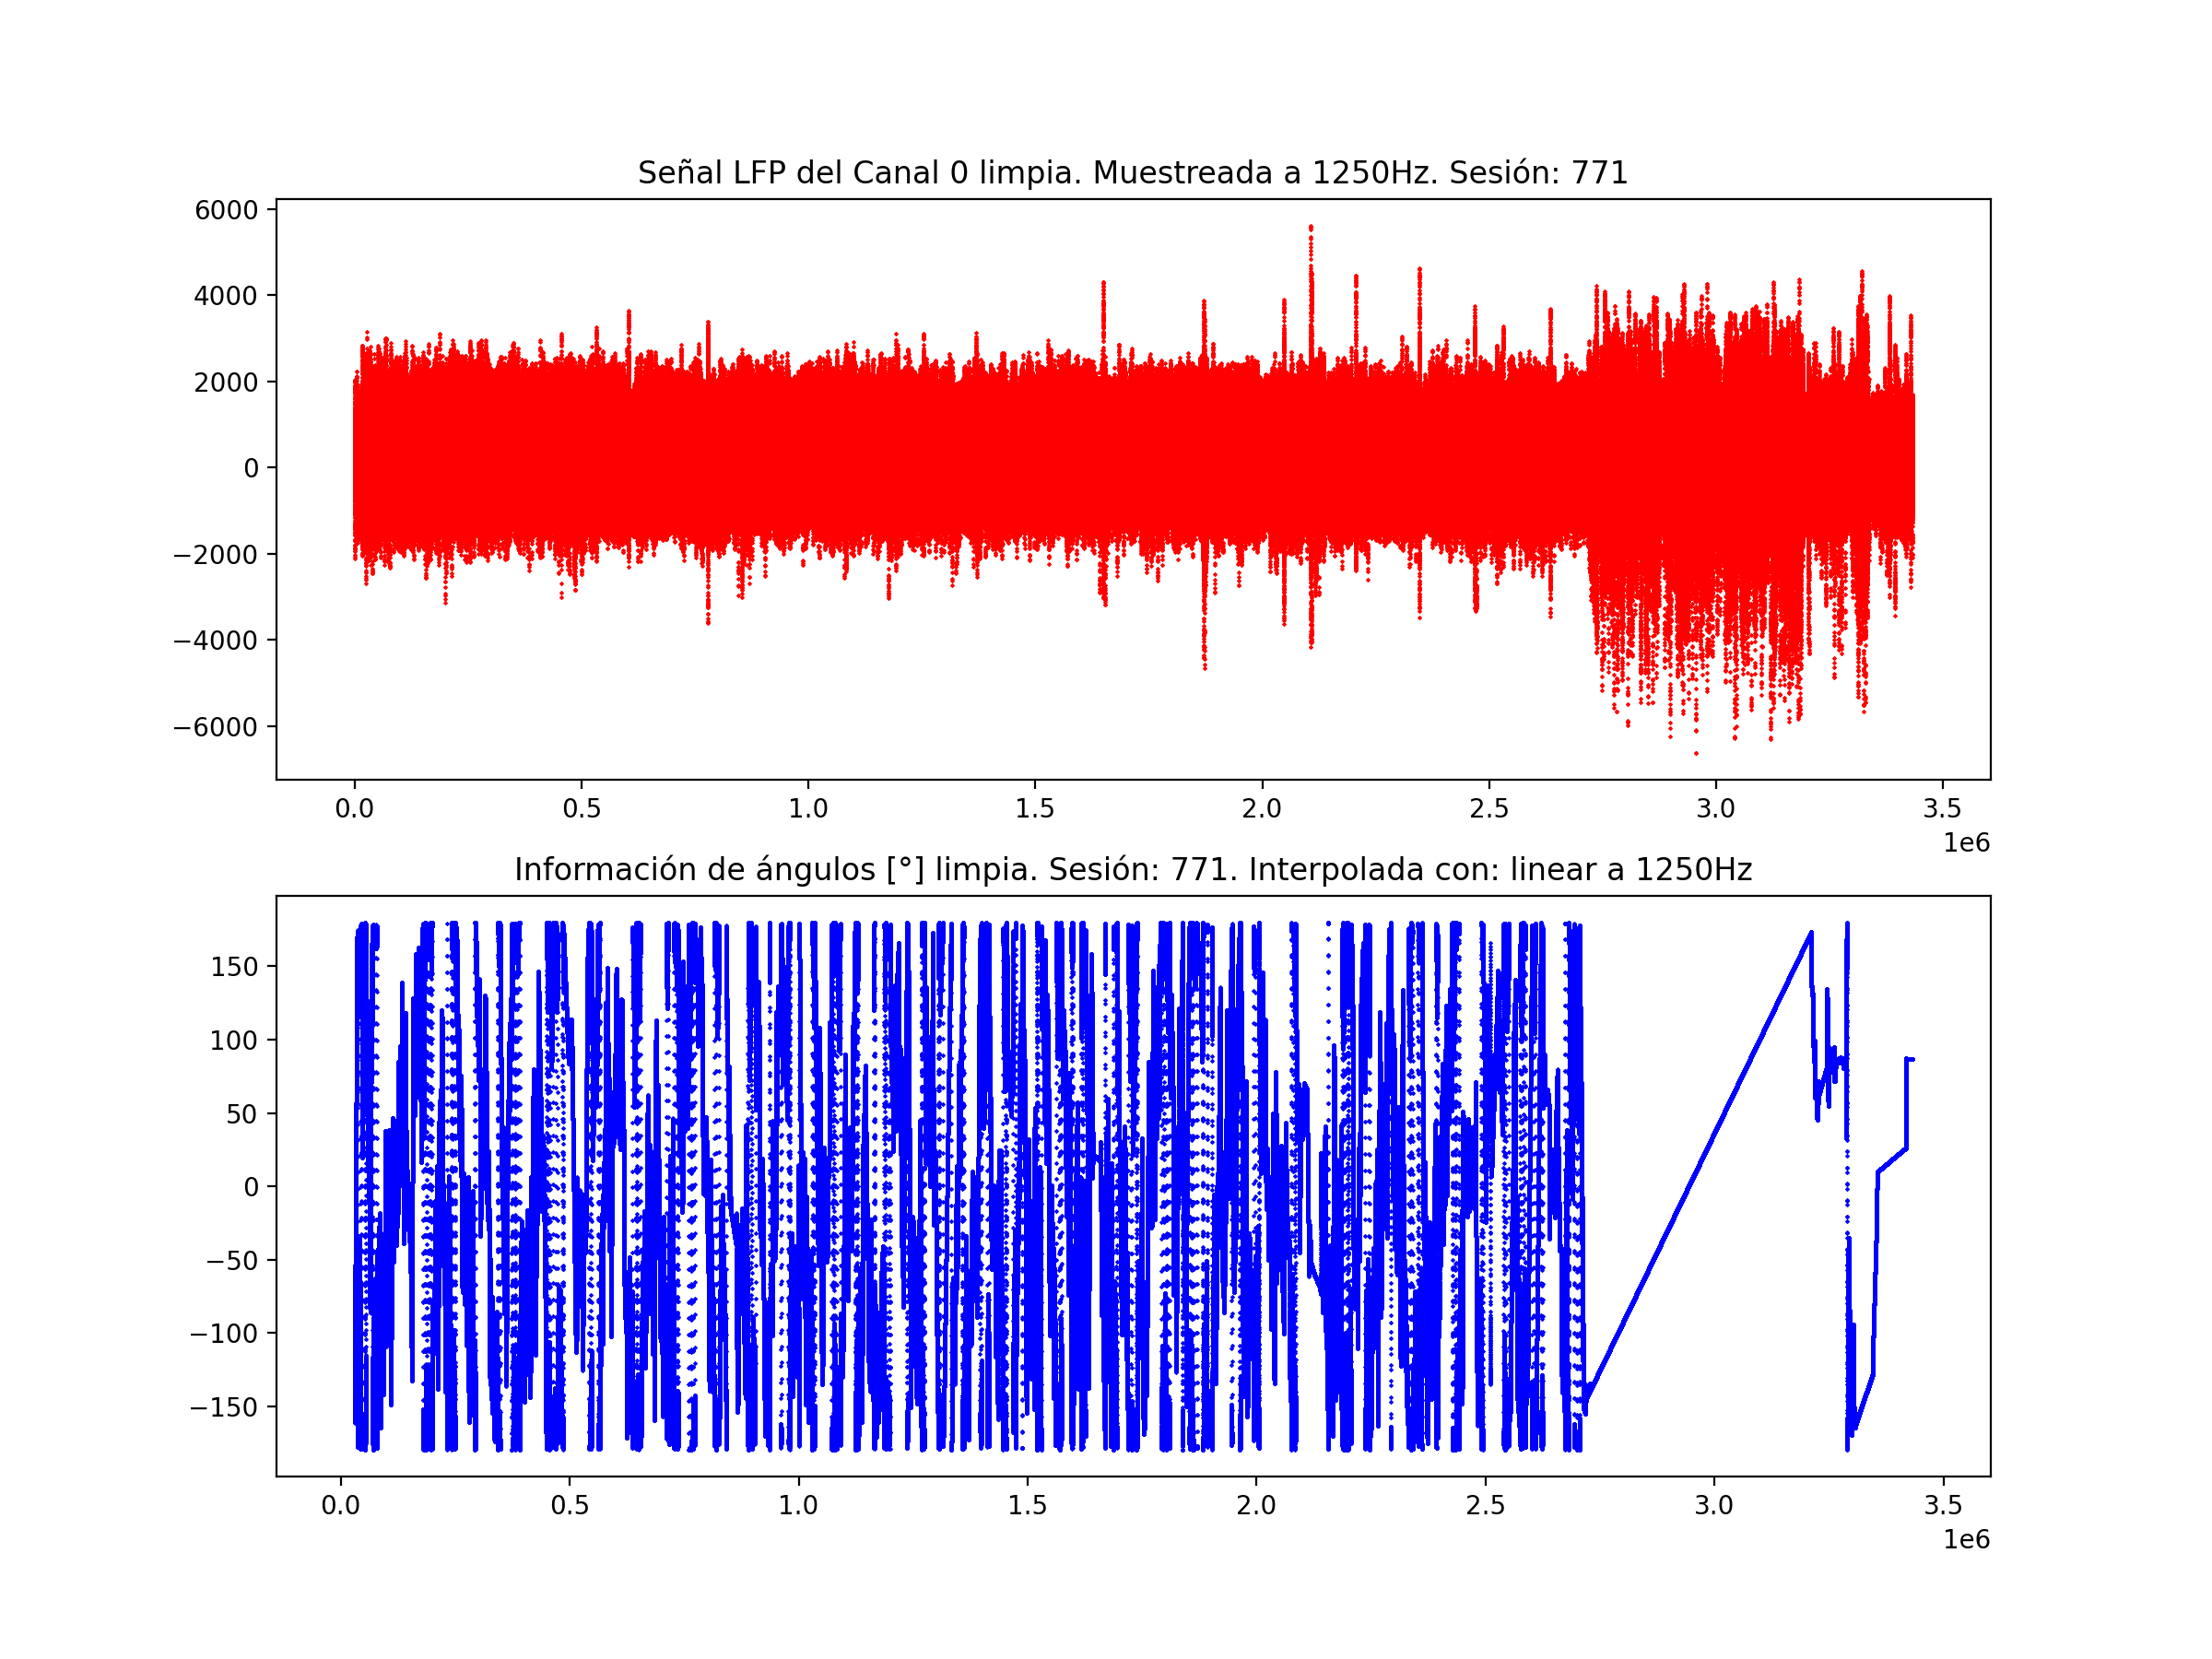 Señal LFP del Canal 0 limpia. Muestreada a 1250Hz. Sesión: 771
6000
4000
2000
0
−2000
−4000
−6000
0.0 0.5 1.0 1.5 2.0 2.5 3.0 3.5
1e6
Información de ángulos [°] limpia. Sesión: 771. Interpolada con: linear a 1250Hz
150
100
50
0
−50
−100
−150
0.0 0.5 1.0 1.5 2.0 2.5 3.0 3.5
1e6